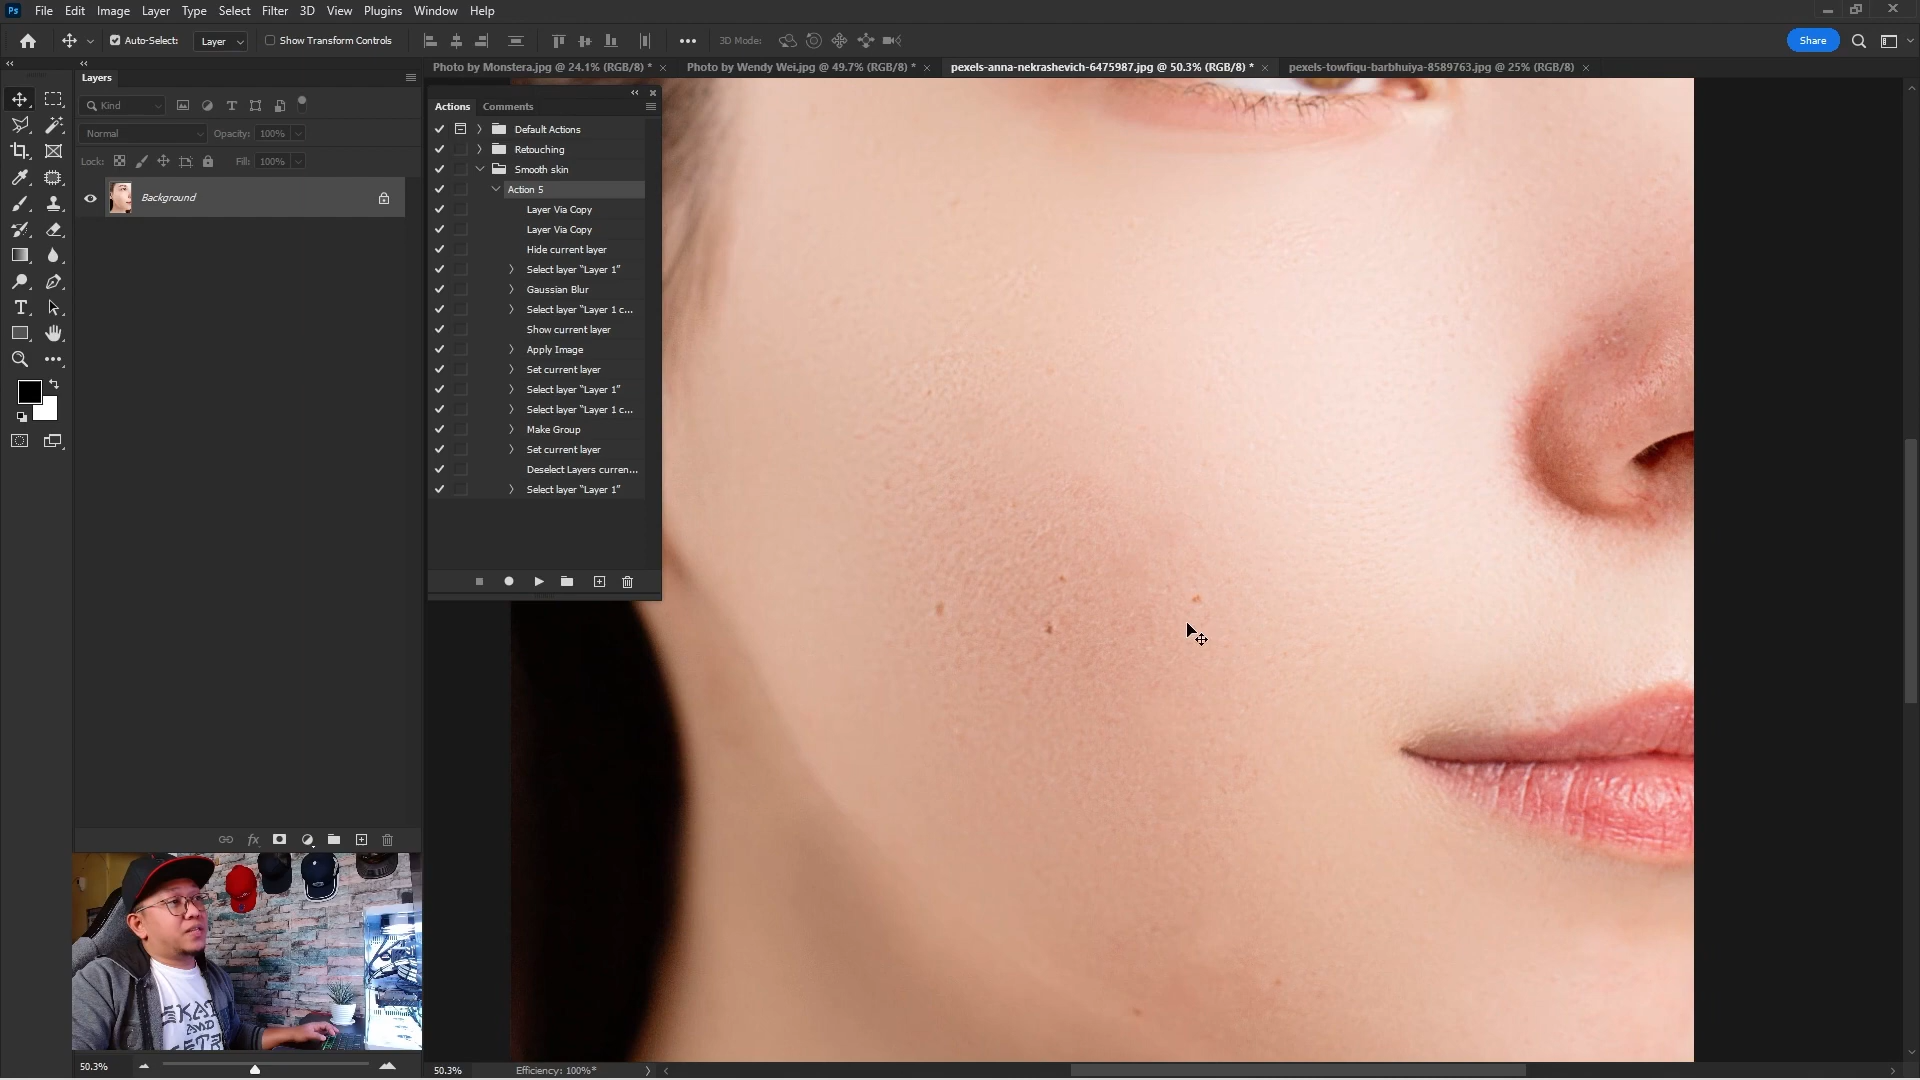 Ps File Edit Image Layer Type Select Filter 3D View Plugins Window Help
Auto-Select: Layer Show Transform Controls 3D Mode: Share
Photo by Monstera.jpg @ 24.1% (RGB/8) * Photo by Wendy Wei.jpg @ 49.7% (RGB/8) * pexels-anna-nekrashevich-6475987.jpg @ 50.3% (RGB/8) * pexels-towfiqu-barbhuiya-8589763.jpg @ 25% (RGB/8)
Layers
Kind
Normal Opacity: 100%
Lock: Fill: 100%
Background
Actions Comments
Default Actions
Retouching
Smooth skin
Action 5
Layer Via Copy
Layer Via Copy
Hide current layer
Select layer “Layer 1”
Gaussian Blur
Select layer “Layer 1 c...
Show current layer
Apply Image
Set current layer
Select layer “Layer 1”
Select layer “Layer 1 c...
Make Group
Set current layer
Deselect Layers curren...
Select layer “Layer 1”
AND
50.3%
50.3% Efficiency: 100%*